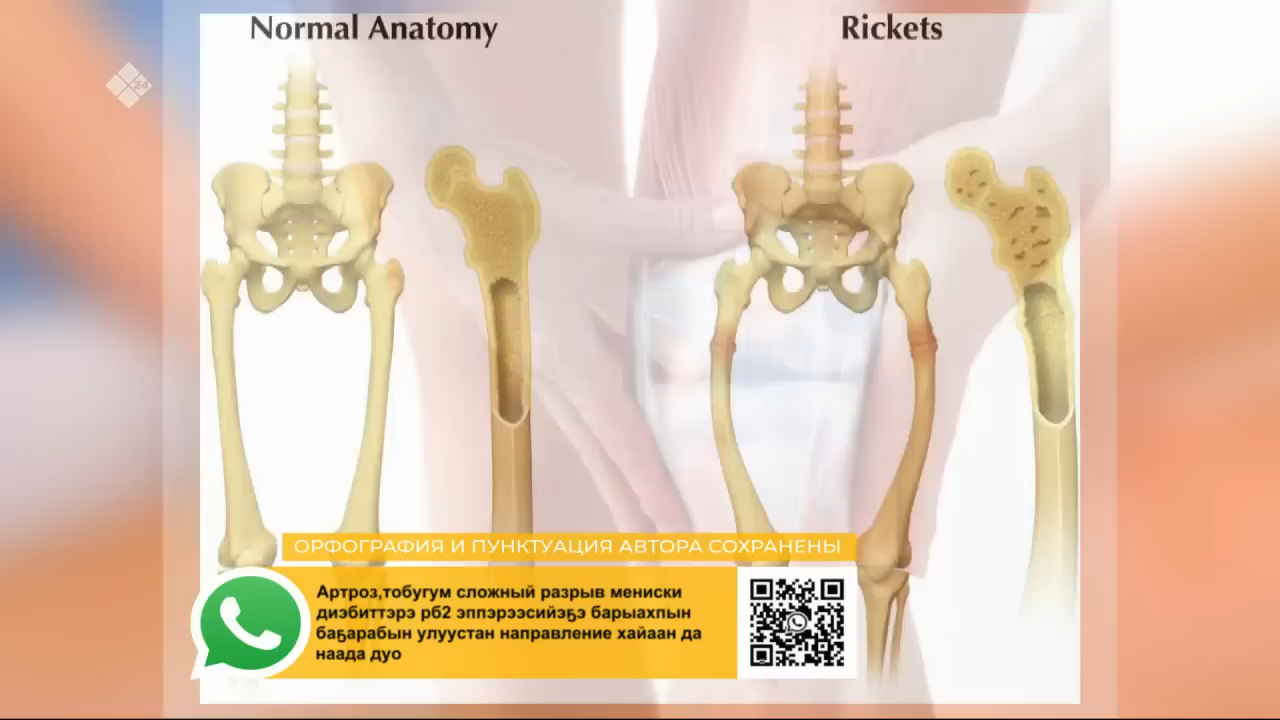 Normal Anatomy
Rickets
24
ОРФОГРАФИЯ И ПУНКТУАЦИЯ АВТОРА СОХРАНЕНЫ
Артроз,тобугум сложный разрыв мениски
диэбиттэрэ рб2 эппэрээсийэҕэ барыахпын
баҕарабын улуустан направление хайаан да
наада дуо